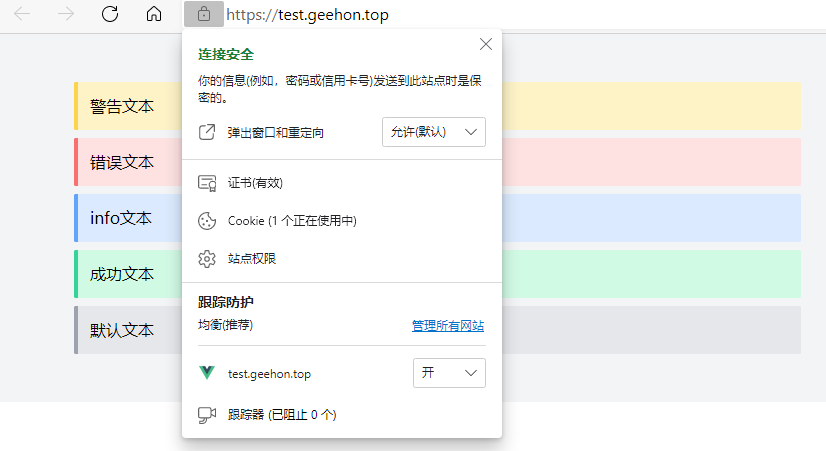 https://test.geehon.top
连接安全
你的信息(例如，密码或信用卡号)发送到此站点时是保
密的。
弹出窗口和重定向
允许(默认)
证书(有效)
Cookie (1 个正在使用中)
站点权限
跟踪防护
均衡(推荐)
管理所有网站
test.geehon.top
开
跟踪器 (已阻止 0 个)
警告文本
错误文本
info文本
成功文本
默认文本